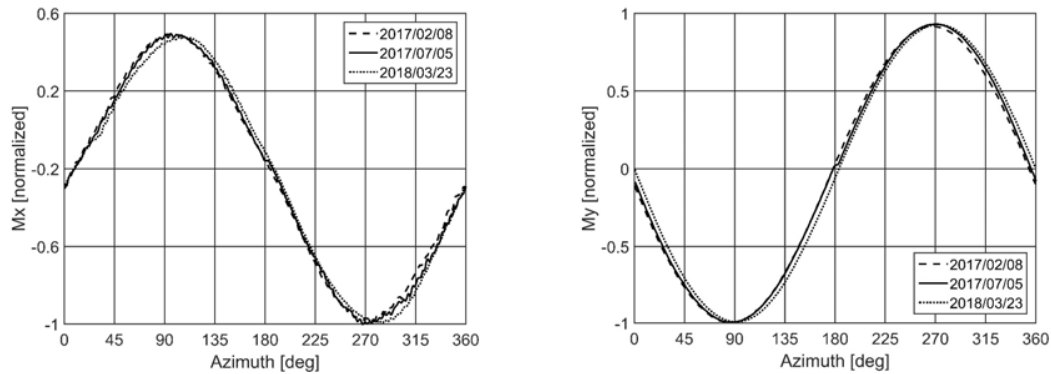 0.6
0.2
-0.2
-0.6
-1
Mx [normalized]
2017/02/08
2017/07/05
2018/03/23
0 45 90 135 180 225 270 315 360
Azimuth [deg]
1
0.5
0
-0.5
-1
My [normalized]
2017/02/08
2017/07/05
2018/03/23
0 45 90 135 180 225 270 315 360
Azimuth [deg]